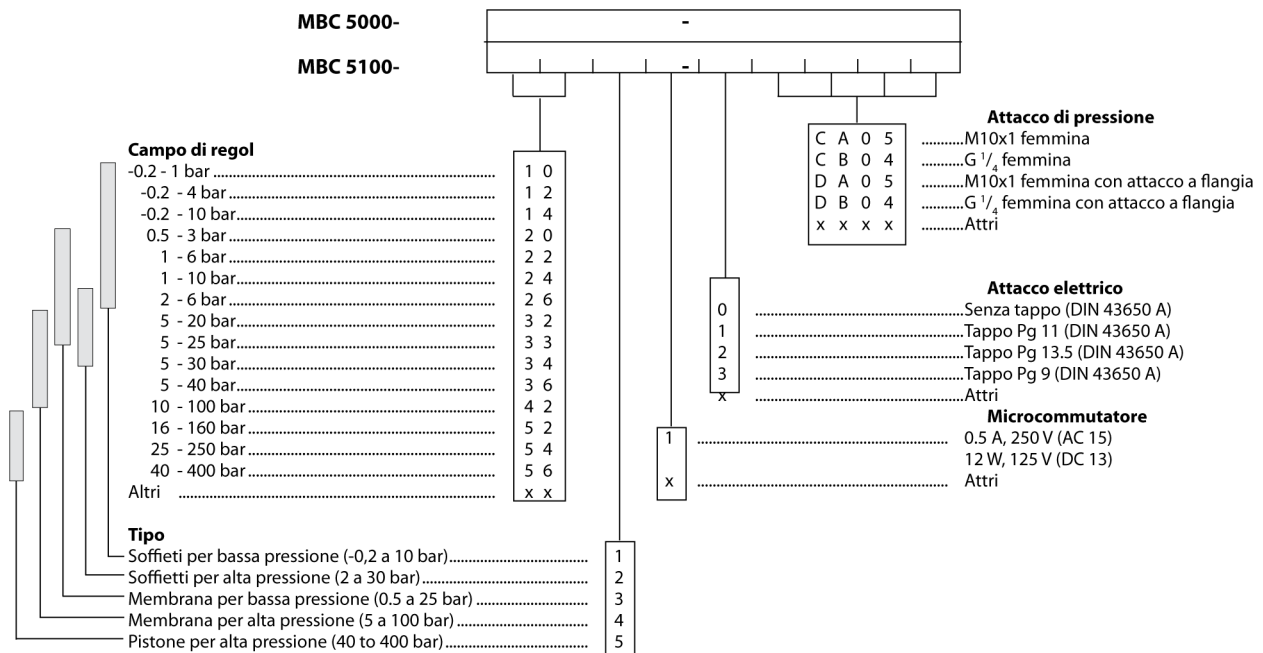 MBC 5000- -
MBC 5100- -
Campo di regol
-0.2 - 1 bar ........ 1 0
-0.2 - 4 bar ........ 1 2
-0.2 - 10 bar ........ 1 4
0.5 - 3 bar ........ 2 0
1 - 6 bar ........ 2 2
1 - 10 bar ........ 2 4
2 - 6 bar ........ 2 6
5 - 20 bar ........ 3 2
5 - 25 bar ........ 3 3
5 - 30 bar ........ 3 4
5 - 40 bar ........ 3 6
10 - 100 bar ........ 4 2
16 - 160 bar ........ 5 2
25 - 250 bar ........ 5 4
40 - 400 bar ........ 5 6
Altri ........ x x
Tipo
Soffieti per bassa pressione (-0,2 a 10 bar) ........ 1
Soffietti per alta pressione (2 a 30 bar) ........ 2
Membrana per bassa pressione (0.5 a 25 bar) ........ 3
Membrana per alta pressione (5 a 100 bar) ........ 4
Pistone per alta pressione (40 to 400 bar) ........ 5
Attacco di pressione
C A 0 5 ........ M10x1 femmina
C B 0 4 ........ G 1/4 femmina
D A 0 5 ........ M10x1 femmina con attacco a flangia
D B 0 4 ........ G 1/4 femmina con attacco a flangia
x x x x ........ Attri
Attacco elettrico
0 ........ Senza tappo (DIN 43650 A)
1 ........ Tappo Pg 11 (DIN 43650 A)
2 ........ Tappo Pg 13.5 (DIN 43650 A)
3 ........ Tappo Pg 9 (DIN 43650 A)
x ........ Attri
Microcommutatore
1 ........ 0.5 A, 250 V (AC 15)
12 W, 125 V (DC 13)
x ........ Attri